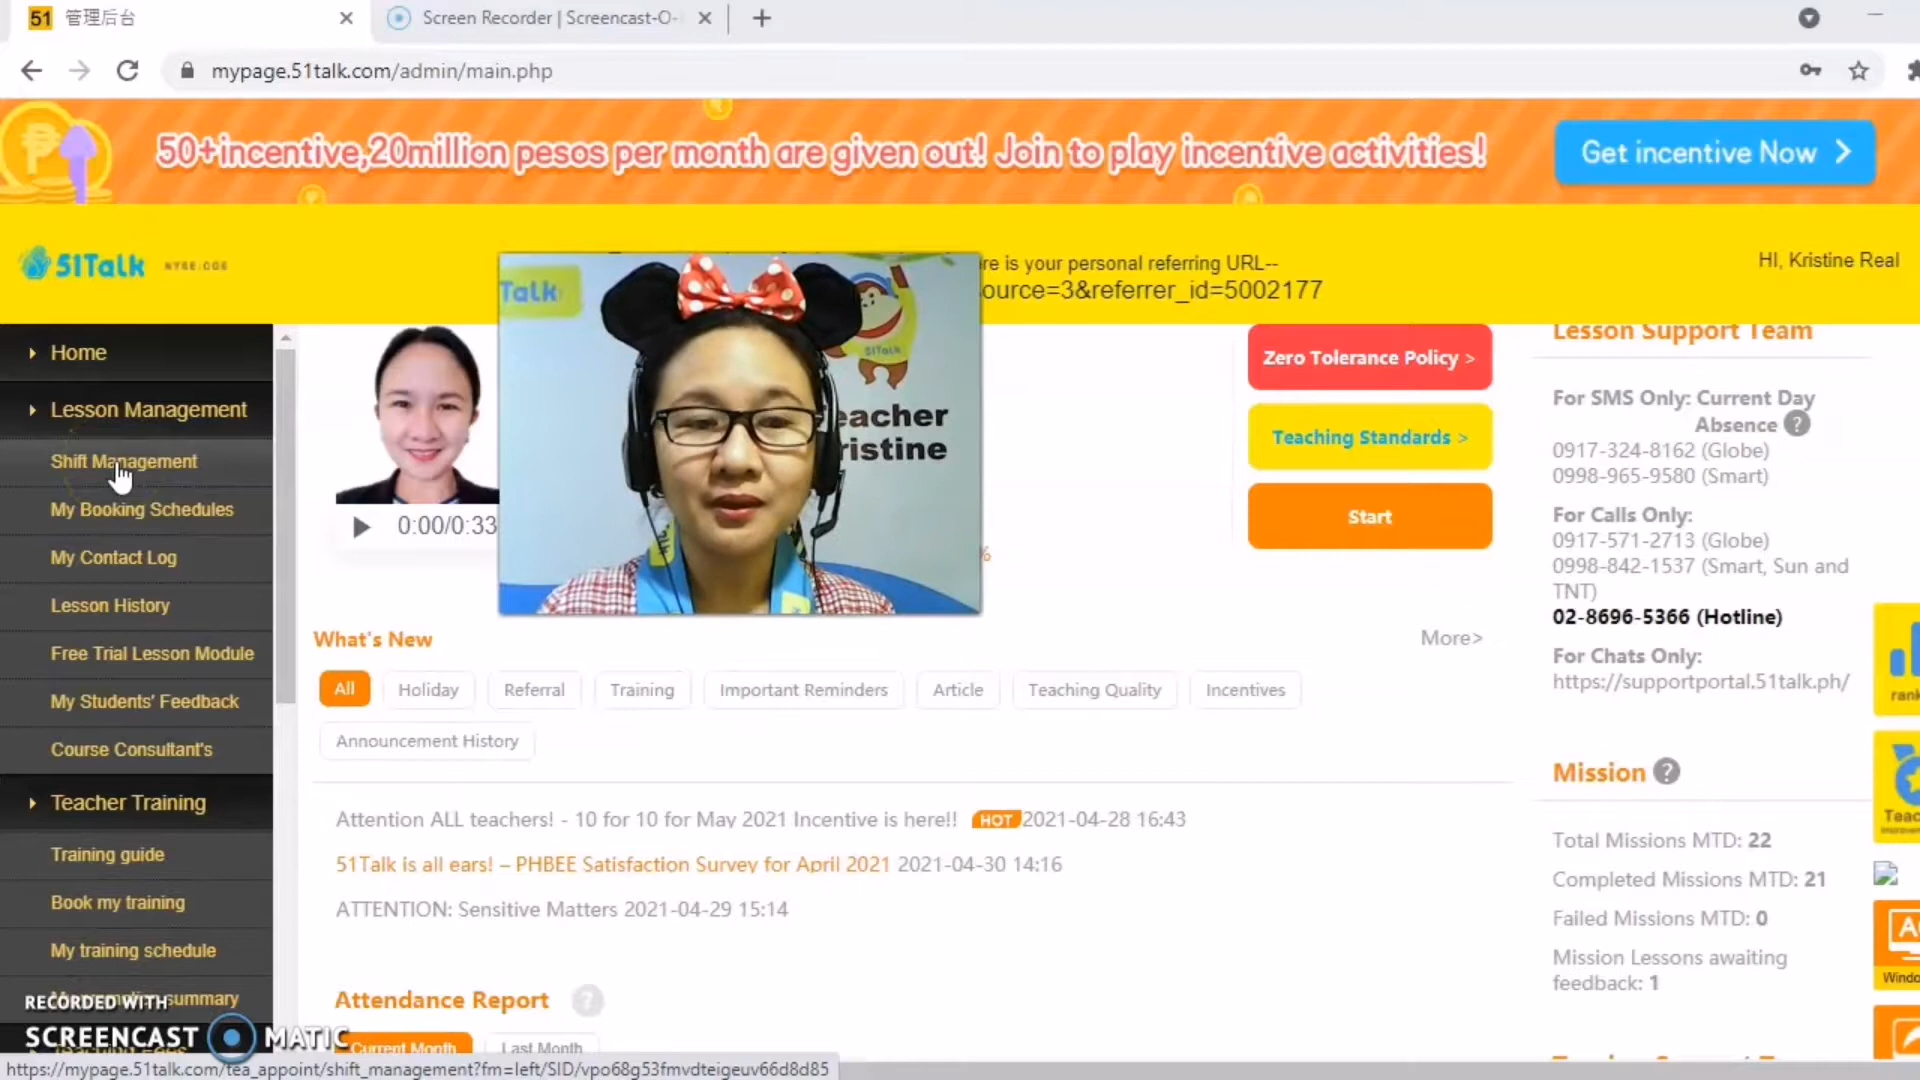 51 管理后台
Screen Recorder | Screencast-O-
mypage.51talk.com/admin/main.php
50+incentive,20million pesos per month are given out! Join to play incentive activities!
Get incentive Now >
51Talk
re is your personal referring URL--
ource=3&referrer_id=5002177
HI, Kristine Real
Home
Lesson Management
Shift Management
My Booking Schedules
My Contact Log
Lesson History
Free Trial Lesson Module
My Students' Feedback
Course Consultant's
Teacher Training
Training guide
Book my training
My training schedule
summary
0:00/0:33
Talk
51Talk
eacher
ristine
%
Zero Tolerance Policy >
Teaching Standards >
Start
What's New
More>
All
Holiday
Referral
Training
Important Reminders
Article
Teaching Quality
Incentives
Announcement History
Attention ALL teachers! - 10 for 10 for May 2021 Incentive is here!! HOT 2021-04-28 16:43
51Talk is all ears! – PHBEE Satisfaction Survey for April 2021 2021-04-30 14:16
ATTENTION: Sensitive Matters 2021-04-29 15:14
Attendance Report
Current Month
Last Month
Lesson Support Team
For SMS Only: Current Day
Absence
0917-324-8162 (Globe)
0998-965-9580 (Smart)
For Calls Only:
0917-571-2713 (Globe)
0998-842-1537 (Smart, Sun and
TNT)
02-8696-5366 (Hotline)
For Chats Only:
https://supportportal.51talk.ph/
Mission
Total Missions MTD: 22
Completed Missions MTD: 21
Failed Missions MTD: 0
Mission Lessons awaiting
feedback: 1
rank
Teac
Windo
RECORDED WITH
SCREENCAST MATIC
https://mypage.51talk.com/tea_appoint/shift_management?fm=left/SID/vpo68g53fmvdteigeuv66d8d85